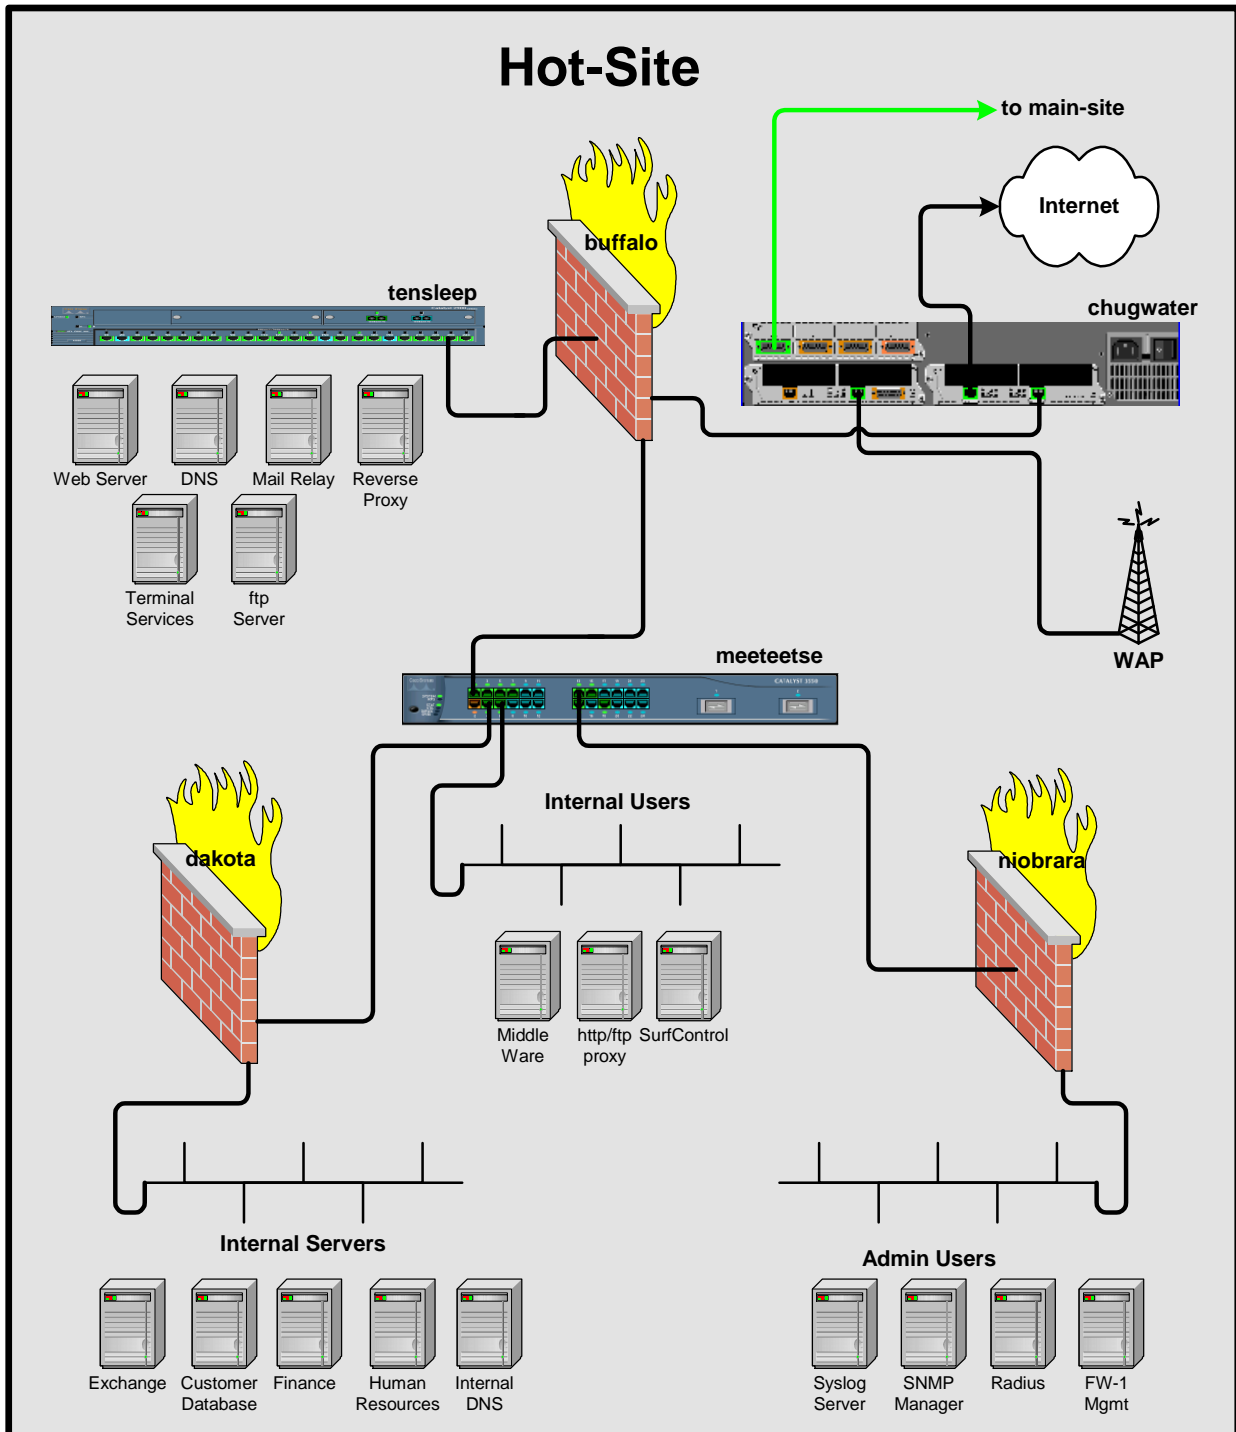 Hot-Site
to main-site
Internet
buffalo
tensleep
chugwater
Web Server
DNS
Mail Relay
Reverse
Proxy
Terminal
Services
ftp
Server
WAP
meeteetse
CATALYST 3550
Internal Users
dakota
niobrara
Middle
Ware
http/ftp
proxy
SurfControl
Internal Servers
Admin Users
Exchange
Customer
Database
Finance
Human
Resources
Internal
DNS
Syslog
Server
SNMP
Manager
Radius
FW-1
Mgmt